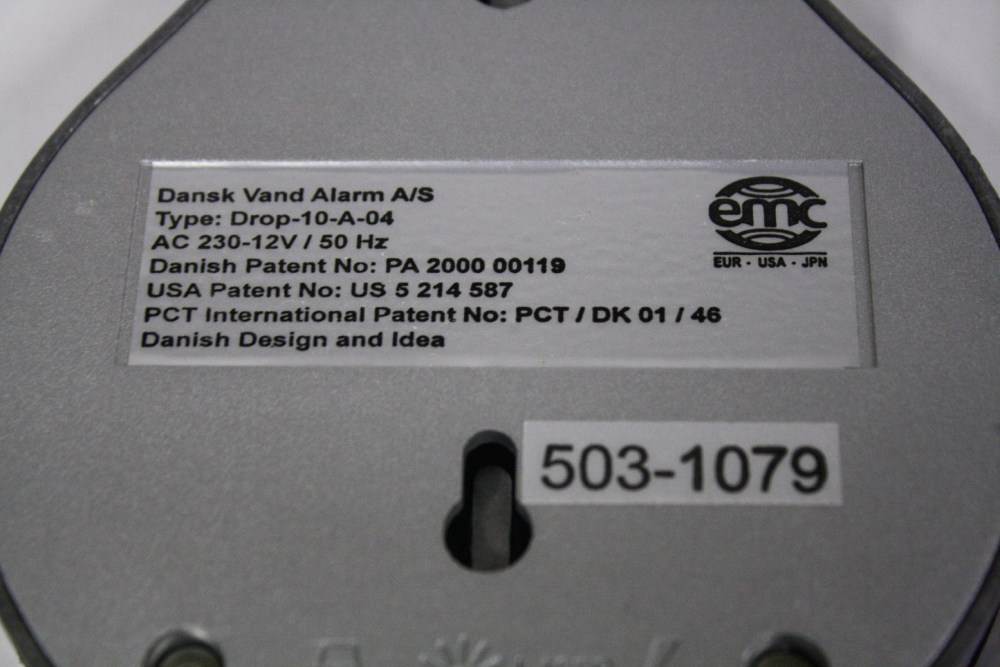 Dansk Vand Alarm A/S
Type: Drop-10-A-04
AC 230-12V / 50 Hz
Danish Patent No: PA 2000 00119
USA Patent No: US 5 214 587
PCT International Patent No: PCT / DK 01 / 46
Danish Design and Idea
emc
EUR - USA - JPN
503-1079